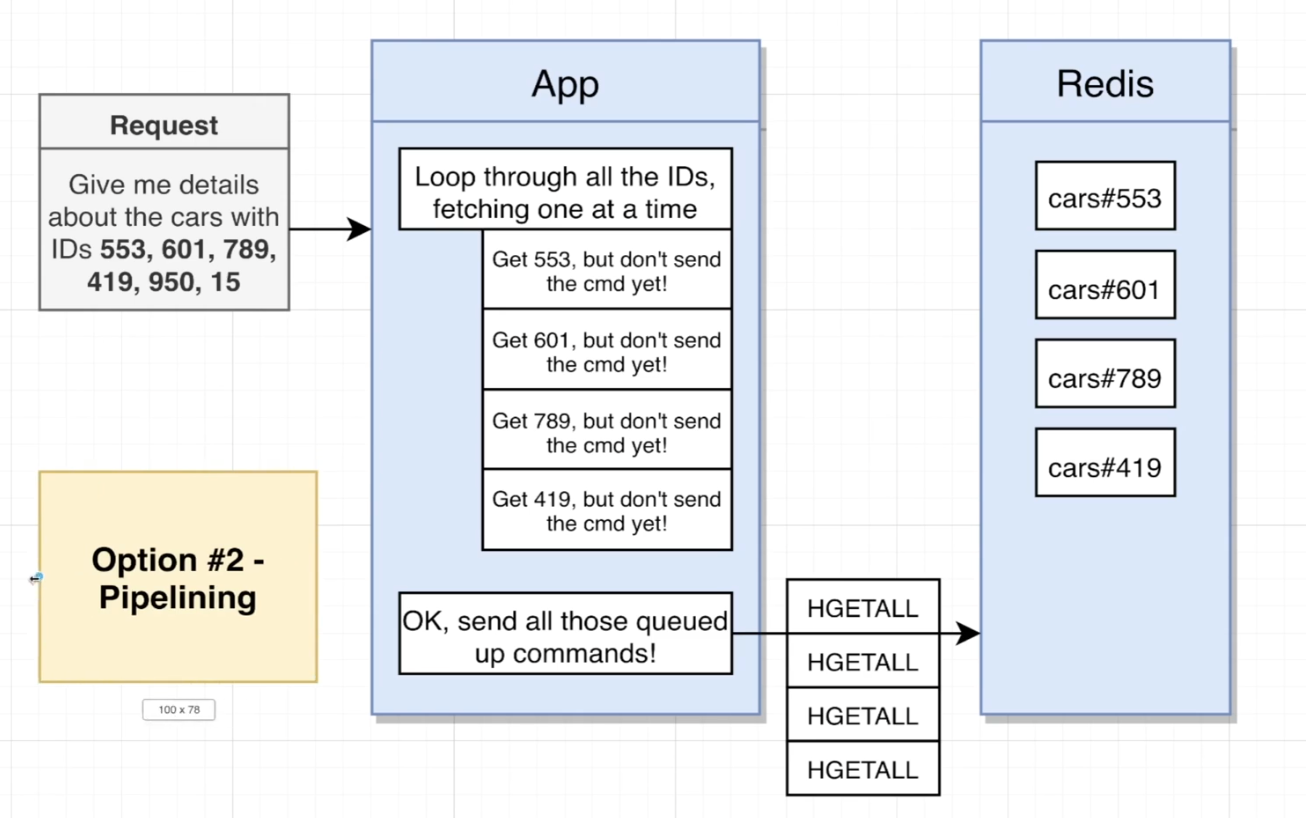 Request
Give me details
about the cars with
IDs 553, 601, 789,
419, 950, 15
Option #2 -
Pipelining
100 x 78
App
Loop through all the IDs,
fetching one at a time
Get 553, but don't send
the cmd yet!
Get 601, but don't send
the cmd yet!
Get 789, but don't send
the cmd yet!
Get 419, but don't send
the cmd yet!
OK, send all those queued
up commands!
HGETALL
HGETALL
HGETALL
HGETALL
Redis
cars#553
cars#601
cars#789
cars#419